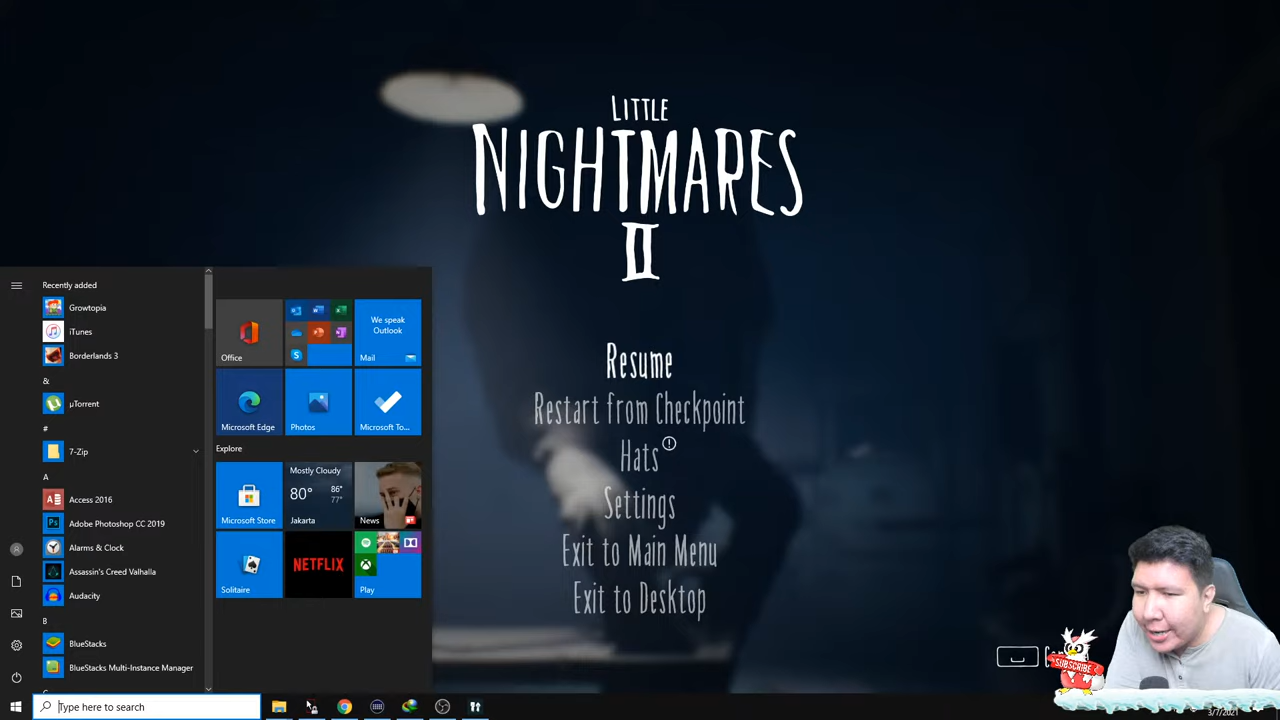 LITTLE
NIGHTMARES
II
Resume
Restart from Checkpoint
Hats
Settings
Exit to Main Menu
Exit to Desktop
Recently added
Growtopia
iTunes
Borderlands 3
&
µTorrent
#
7-Zip
A
Access 2016
Adobe Photoshop CC 2019
Alarms & Clock
Assassin's Creed Valhalla
Audacity
B
BlueStacks
BlueStacks Multi-Instance Manager
Office
We speak
Outlook
Mail
Microsoft Edge
Photos
Microsoft To...
Explore
Microsoft Store
Mostly Cloudy
80° 86°
77°
Jakarta
News
Solitaire
NETFLIX
Play
SUBSCRIBE
Type here to search
3/7/2021